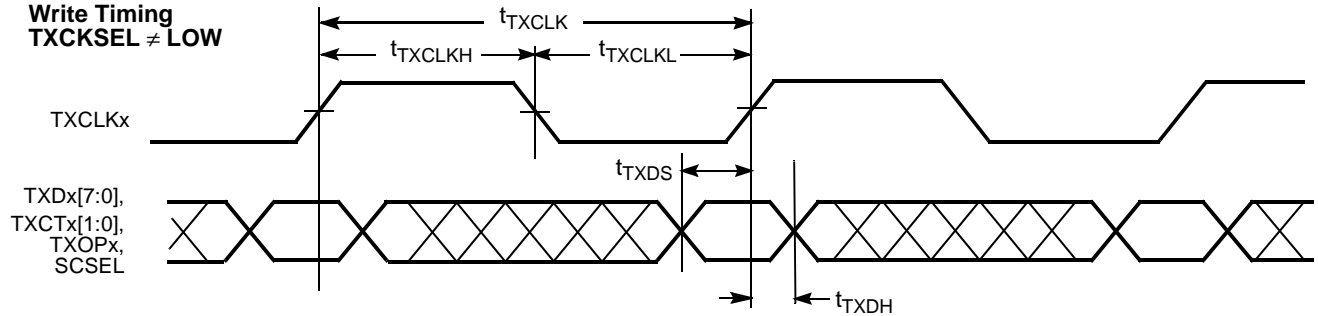 Write Timing
TXCKSEL ≠ LOW
tTXCLK
tTXCLKH
tTXCLKL
TXCLKx
tTXDS
TXDx[7:0],
TXCTx[1:0],
TXOPx,
SCSEL
tTXDH